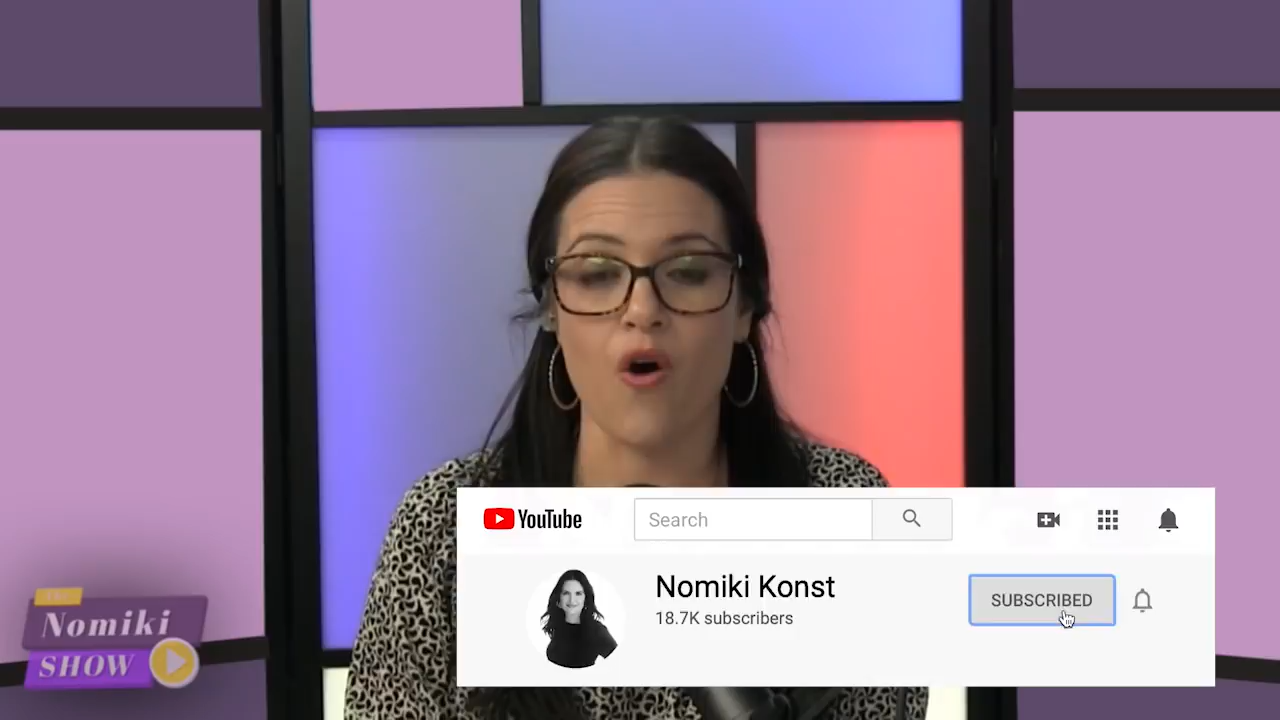 YouTube
Search
Nomiki Konst
18.7K subscribers
SUBSCRIBED
The
Nomiki
SHOW